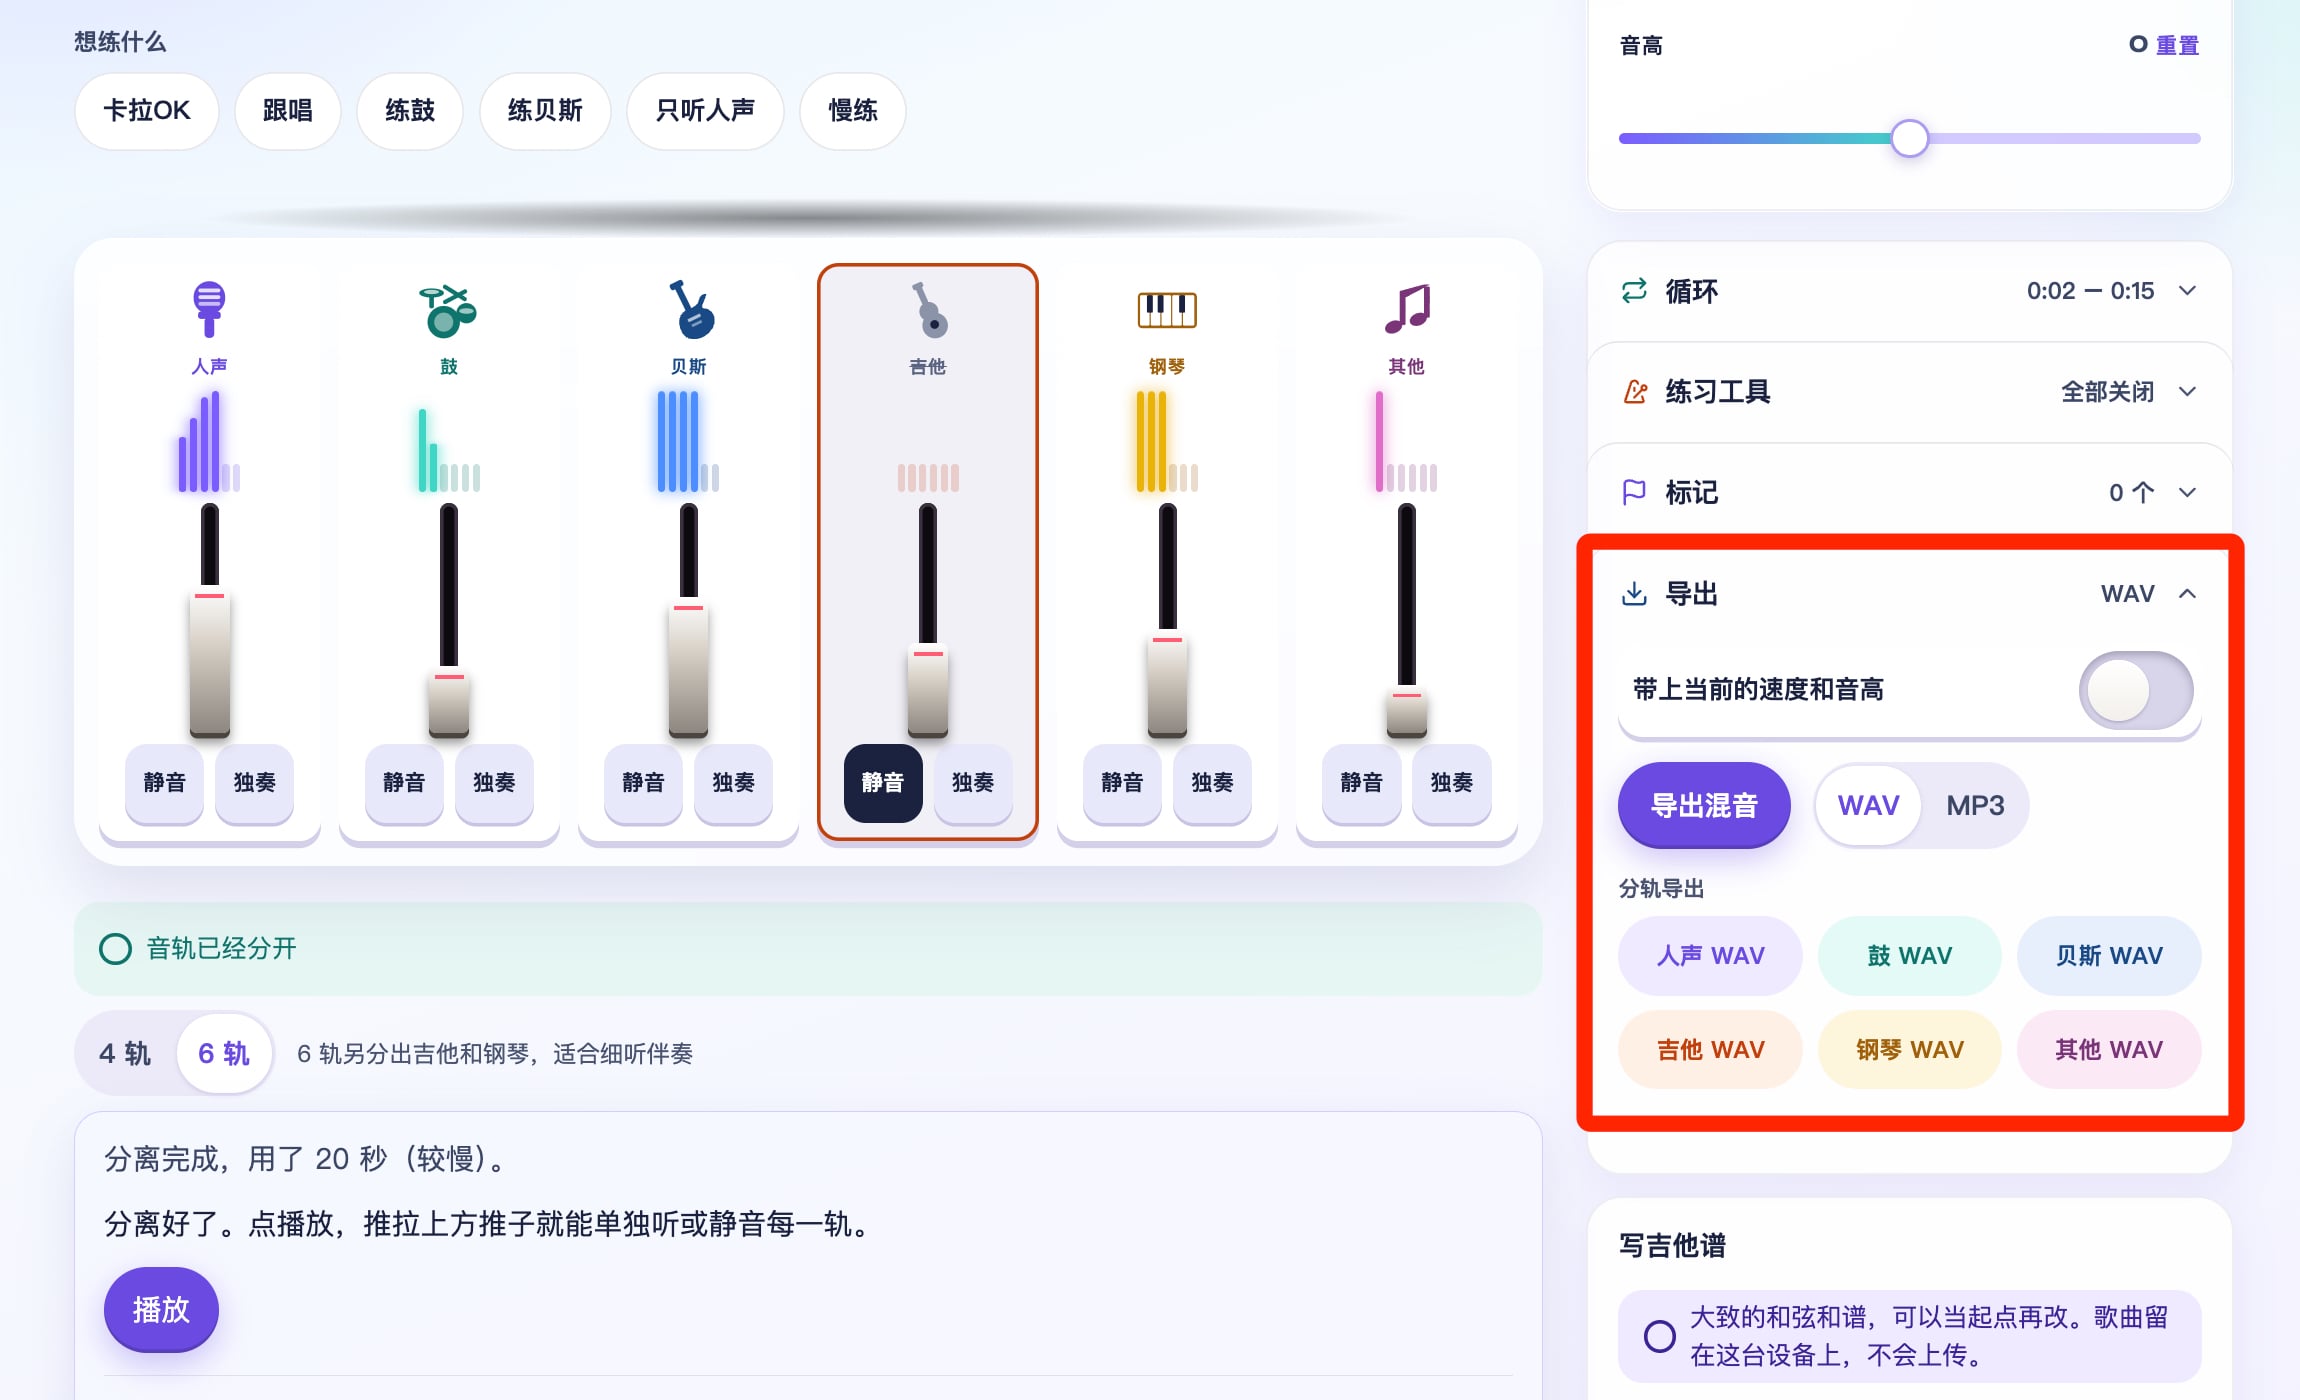 想练什么
卡拉OK 跟唱 练鼓 练贝斯 只听人声 慢练
人声 鼓 贝斯 吉他 钢琴 其他
静音 独奏 静音 独奏 静音 独奏 静音 独奏 静音 独奏 静音 独奏
音轨已经分开
4 轨 6 轨 6 轨另分出吉他和钢琴，适合细听伴奏
分离完成，用了 20 秒（较慢）。
分离好了。点播放，推拉上方推子就能单独听或静音每一轨。
播放
音高 0 重置
循环 0:02 – 0:15
练习工具 全部关闭
标记 0 个
导出 WAV
带上当前的速度和音高
导出混音 WAV MP3
分轨导出
人声 WAV 鼓 WAV 贝斯 WAV
吉他 WAV 钢琴 WAV 其他 WAV
写吉他谱
大致的和弦和谱，可以当起点再改。歌曲留
在这台设备上，不会上传。